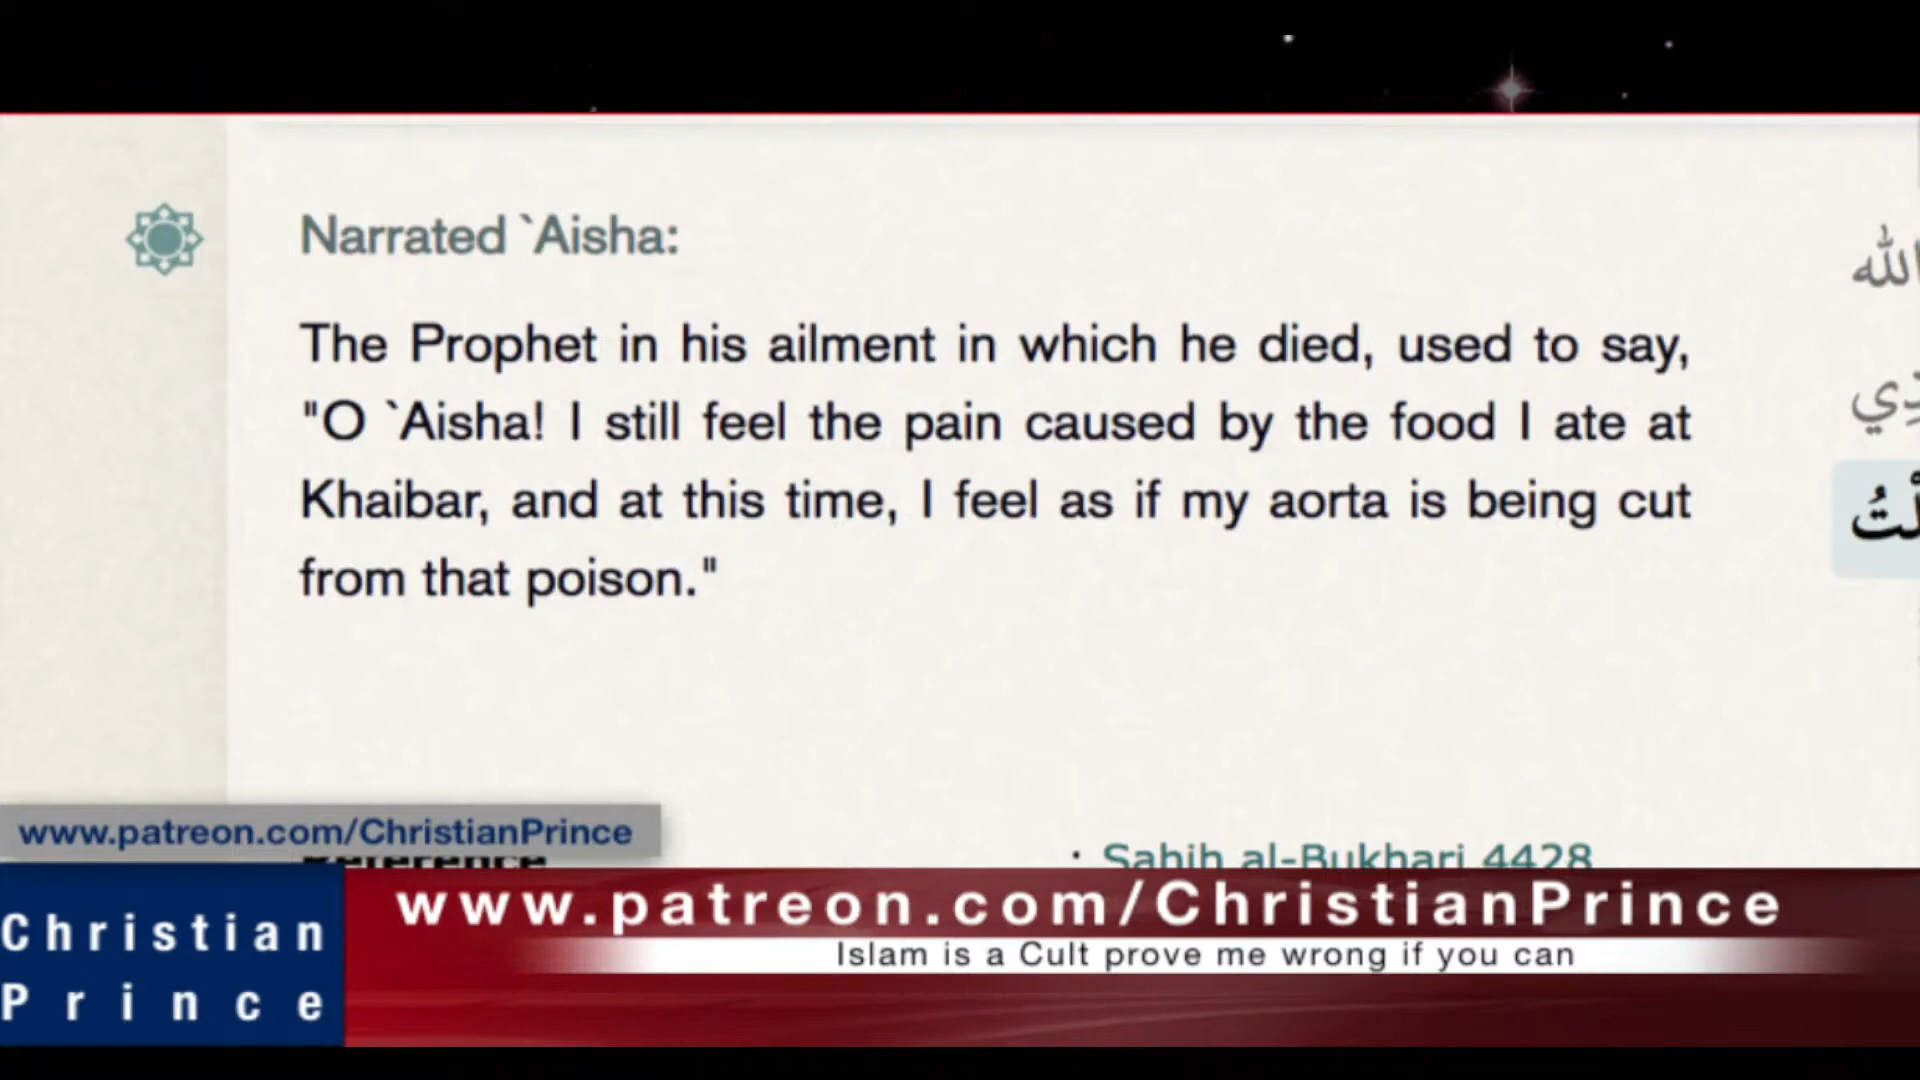 Narrated `Aisha:
الله
The Prophet in his ailment in which he died, used to say,
"O `Aisha! I still feel the pain caused by the food I ate at
Khaibar, and at this time, I feel as if my aorta is being cut
from that poison."
www.patreon.com/ChristianPrince
Reference : Sahih al-Bukhari 4428
www.patreon.com/ChristianPrince
Islam is a Cult prove me wrong if you can
Christian
Prince